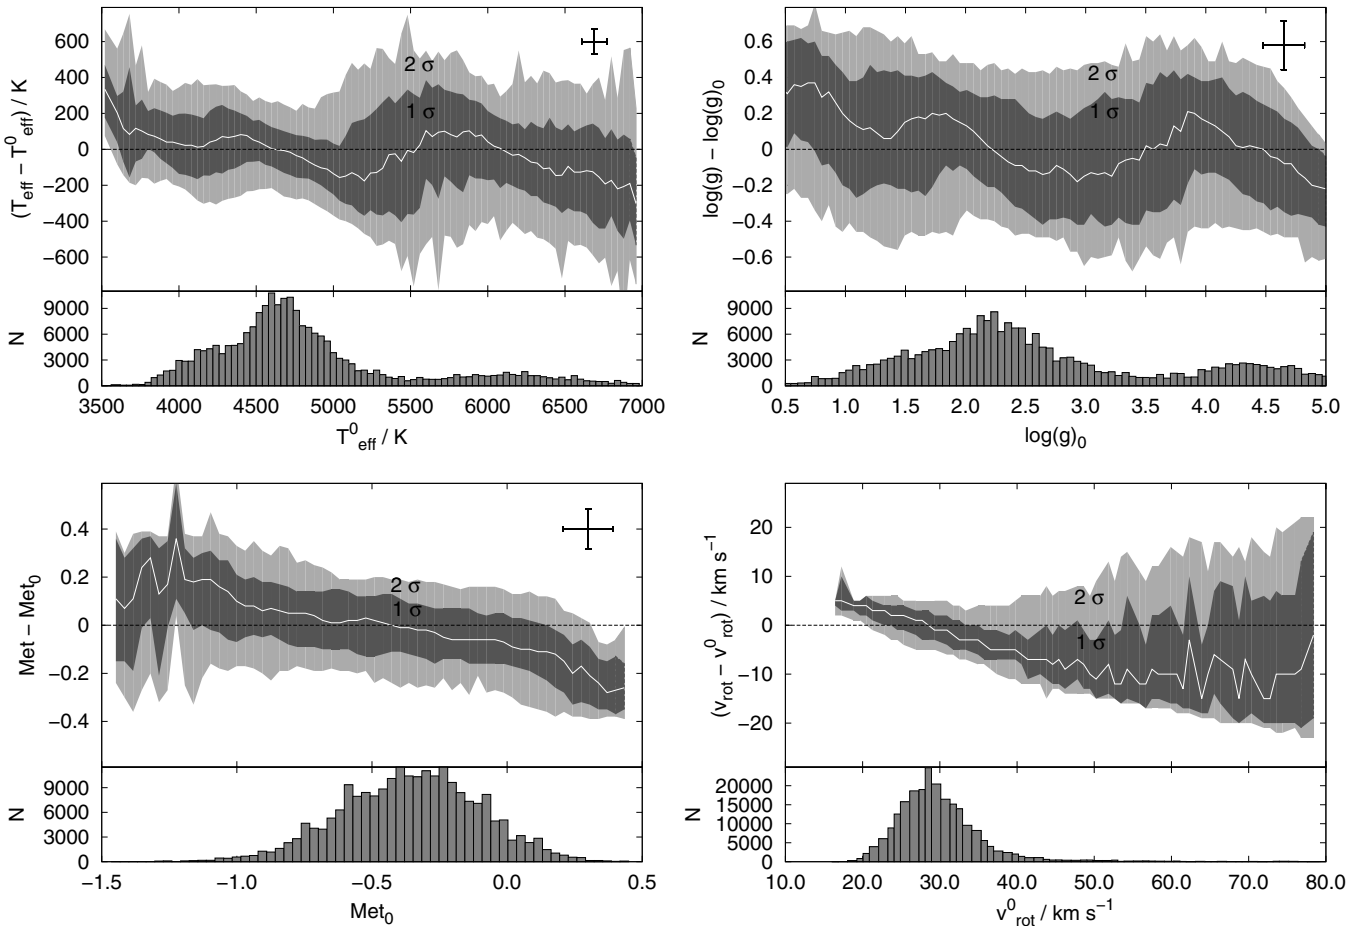 (T_eff − T^0_eff) / K
600
400
200
0
−200
−400
−600
2 σ
1 σ
N
9000
6000
3000
0
3500 4000 4500 5000 5500 6000 6500 7000
T^0_eff / K
log(g) − log(g)_0
0.6
0.4
0.2
0
−0.2
−0.4
−0.6
2 σ
1 σ
N
9000
6000
3000
0
0.5 1.0 1.5 2.0 2.5 3.0 3.5 4.0 4.5 5.0
log(g)_0
Met − Met_0
0.4
0.2
0
−0.2
−0.4
2 σ
1 σ
N
9000
6000
3000
0
−1.5 −1.0 −0.5 0.0 0.5
Met_0
(v_rot − v^0_rot) / km s^−1
20
10
0
−10
−20
2 σ
1 σ
N
20000
15000
10000
5000
0
10.0 20.0 30.0 40.0 50.0 60.0 70.0 80.0
v^0_rot / km s^−1